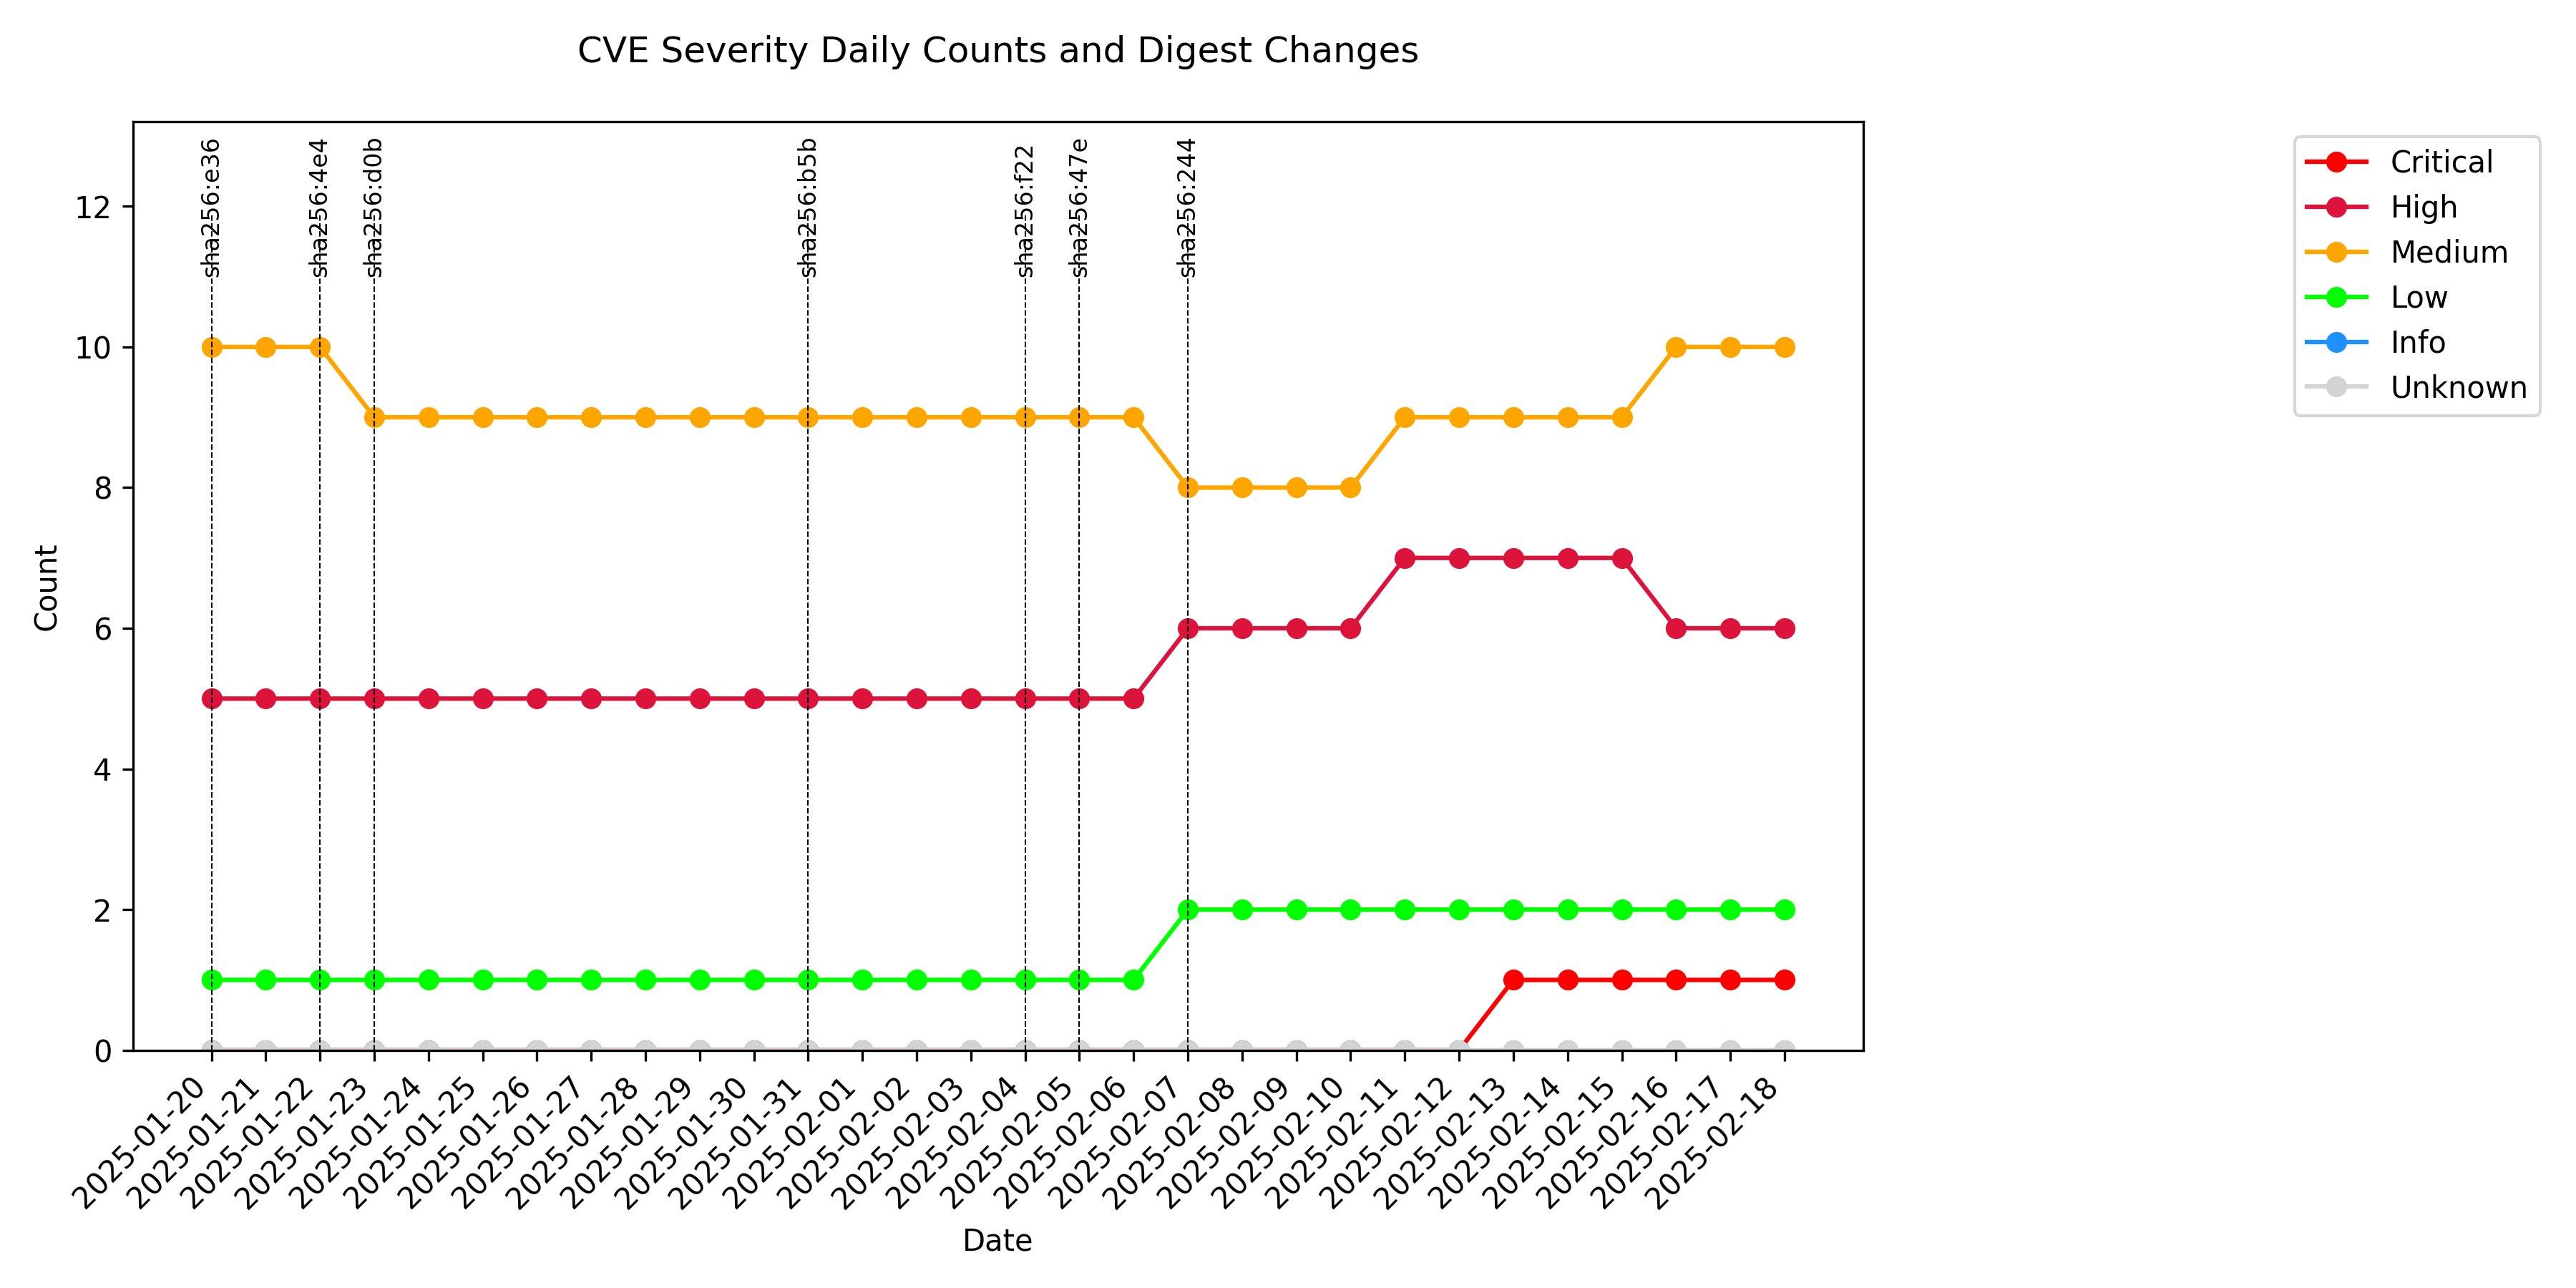 CVE Severity Daily Counts and Digest Changes
sha256:e36
sha256:4e4
sha256:d0b
sha256:b5b
sha256:f22
sha256:47e
sha256:244
Critical
High
Medium
Low
Info
Unknown
12
10
8
6
4
2
0
Count
2025-01-20
2025-01-21
2025-01-22
2025-01-23
2025-01-24
2025-01-25
2025-01-26
2025-01-27
2025-01-28
2025-01-29
2025-01-30
2025-01-31
2025-02-01
2025-02-02
2025-02-03
2025-02-04
2025-02-05
2025-02-06
2025-02-07
2025-02-08
2025-02-09
2025-02-10
2025-02-11
2025-02-12
2025-02-13
2025-02-14
2025-02-15
2025-02-16
2025-02-17
2025-02-18
Date